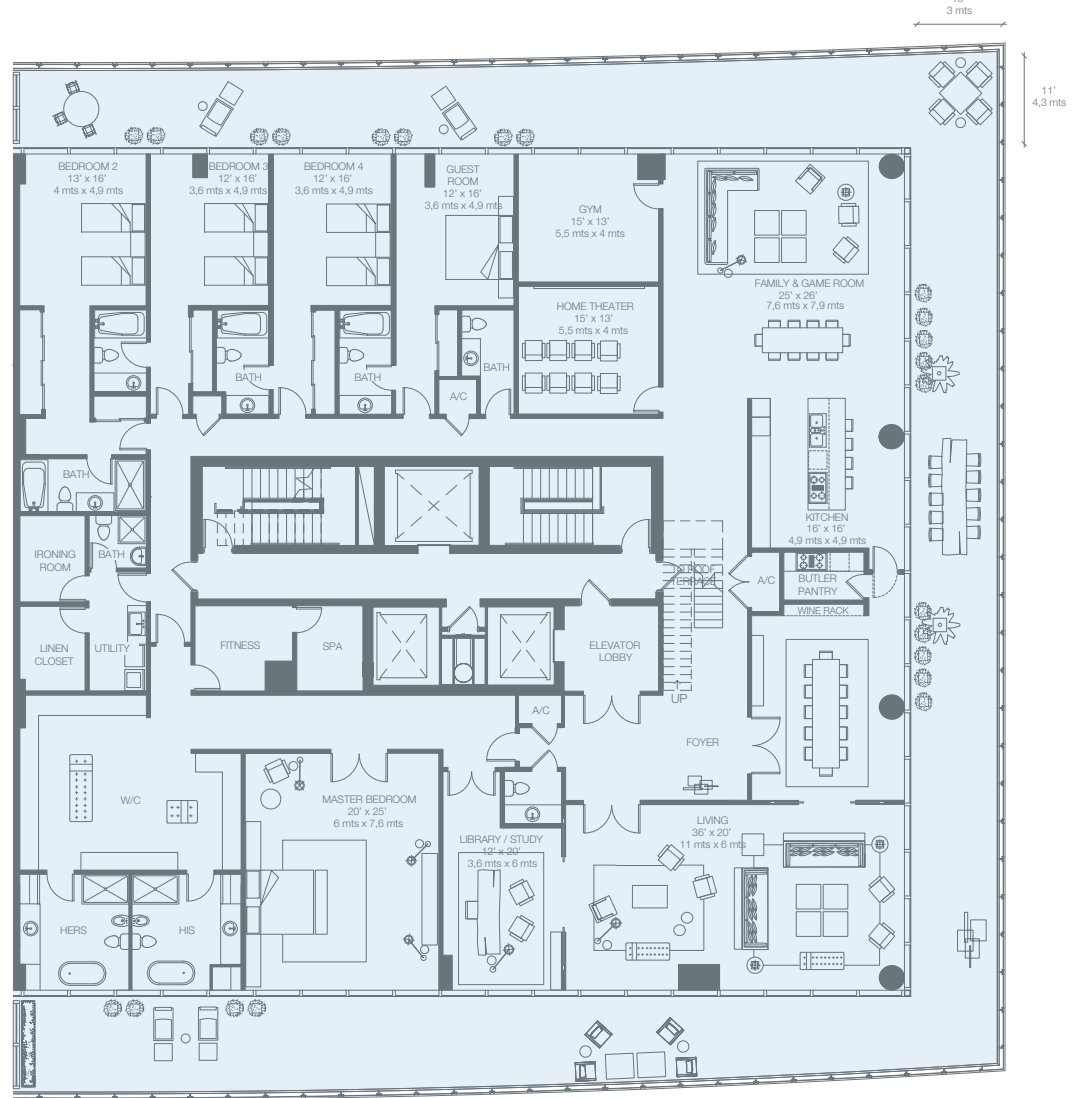 3 mts
11'
4,3 mts
BEDROOM 2
13' x 16'
4 mts x 4,9 mts
BEDROOM 3
12' x 16'
3,6 mts x 4,9 mts
BEDROOM 4
12' x 16'
3,6 mts x 4,9 mts
GUEST
ROOM
12' x 16'
3,6 mts x 4,9 mts
GYM
15' x 13'
5,5 mts x 4 mts
FAMILY & GAME ROOM
25' x 26'
7,6 mts x 7,9 mts
HOME THEATER
15' x 13'
5,5 mts x 4 mts
BATH
BATH
BATH
A/C
BATH
KITCHEN
16' x 16'
4,9 mts x 4,9 mts
IRONING
ROOM
BATH
TO ROOF
TERRACE
A/C
BUTLER
PANTRY
WINE RACK
LINEN
CLOSET
UTILITY
FITNESS
SPA
ELEVATOR
LOBBY
UP
A/C
FOYER
W/C
MASTER BEDROOM
20' x 25'
6 mts x 7,6 mts
LIBRARY / STUDY
12' x 20'
3,6 mts x 6 mts
LIVING
36' x 20'
11 mts x 6 mts
HERS
HIS